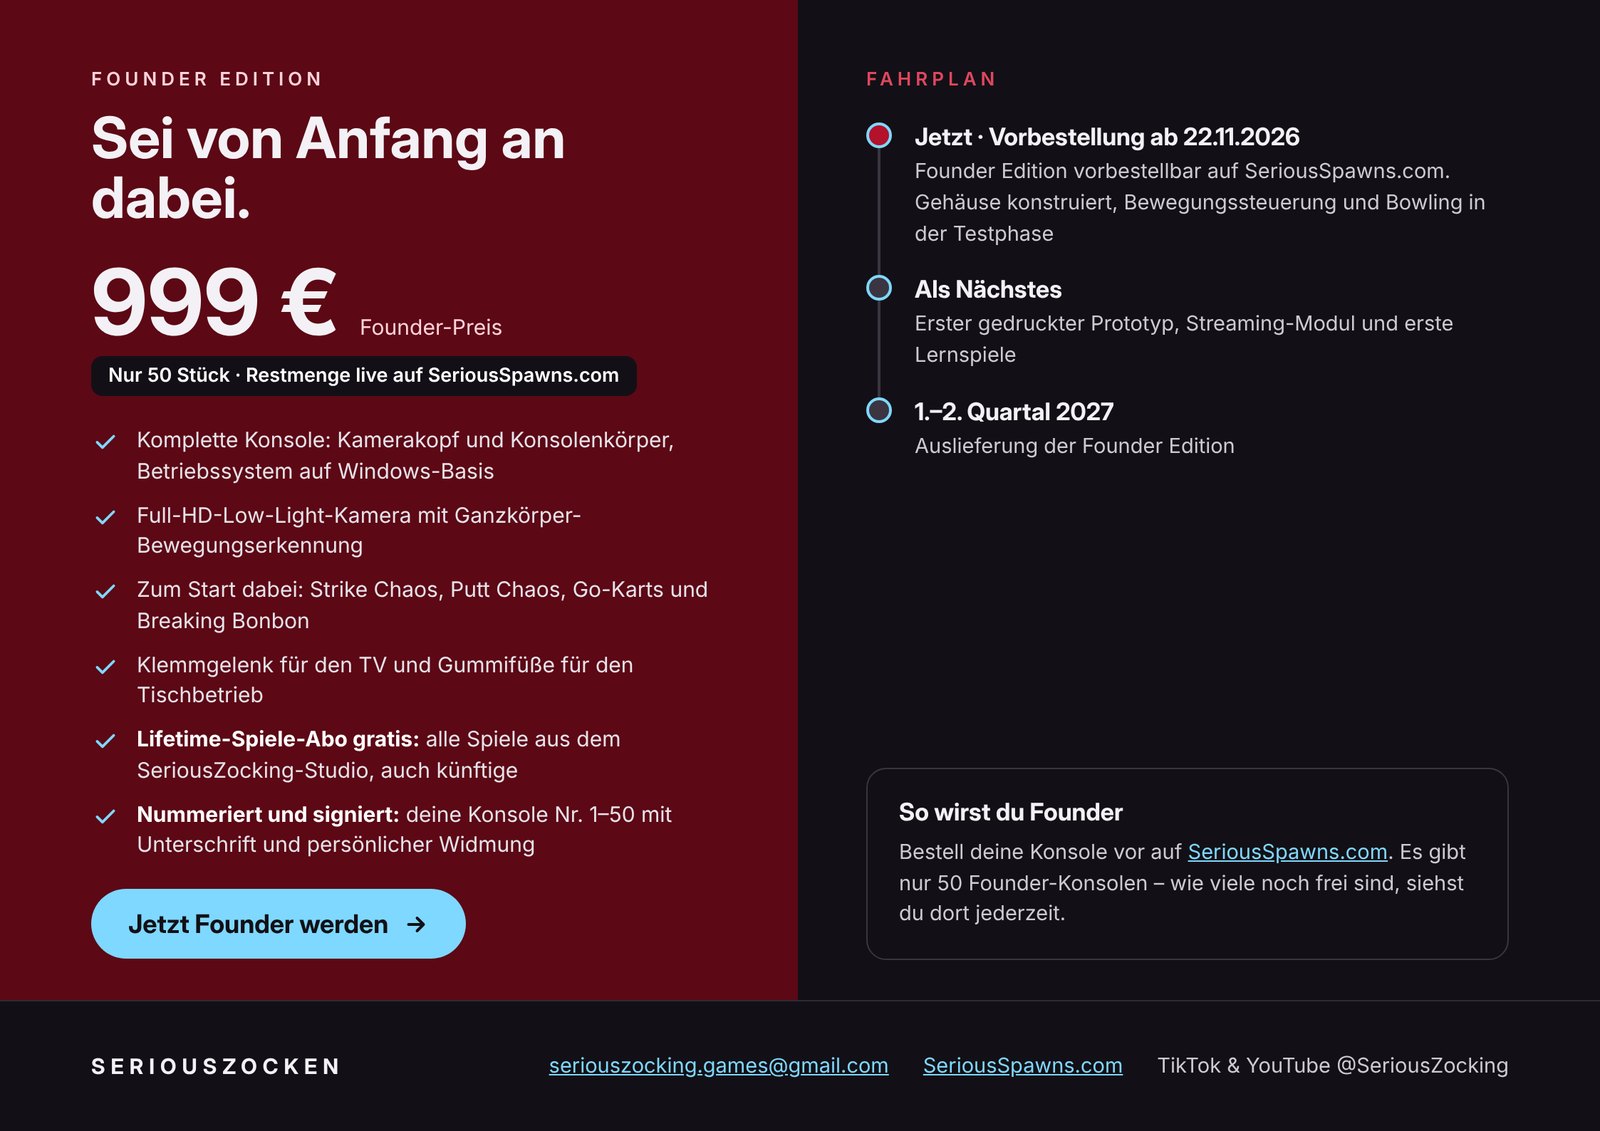 FOUNDER EDITION
Sei von Anfang an
dabei.
999 € Founder-Preis
Nur 50 Stück · Restmenge live auf SeriousSpawns.com
Komplette Konsole: Kamerakopf und Konsolenkörper,
Betriebssystem auf Windows-Basis
Full-HD-Low-Light-Kamera mit Ganzkörper-
Bewegungserkennung
Zum Start dabei: Strike Chaos, Putt Chaos, Go-Karts und
Breaking Bonbon
Klemmgelenk für den TV und Gummifüße für den
Tischbetrieb
Lifetime-Spiele-Abo gratis: alle Spiele aus dem
SeriousZocking-Studio, auch künftige
Nummeriert und signiert: deine Konsole Nr. 1–50 mit
Unterschrift und persönlicher Widmung
Jetzt Founder werden →
FAHRPLAN
Jetzt · Vorbestellung ab 22.11.2026
Founder Edition vorbestellbar auf SeriousSpawns.com.
Gehäuse konstruiert, Bewegungssteuerung und Bowling in
der Testphase
Als Nächstes
Erster gedruckter Prototyp, Streaming-Modul und erste
Lernspiele
1.–2. Quartal 2027
Auslieferung der Founder Edition
So wirst du Founder
Bestell deine Konsole vor auf SeriousSpawns.com. Es gibt
nur 50 Founder-Konsolen – wie viele noch frei sind, siehst
du dort jederzeit.
SERIOUSZOCKEN
seriouszocking.games@gmail.com SeriousSpawns.com TikTok & YouTube @SeriousZocking